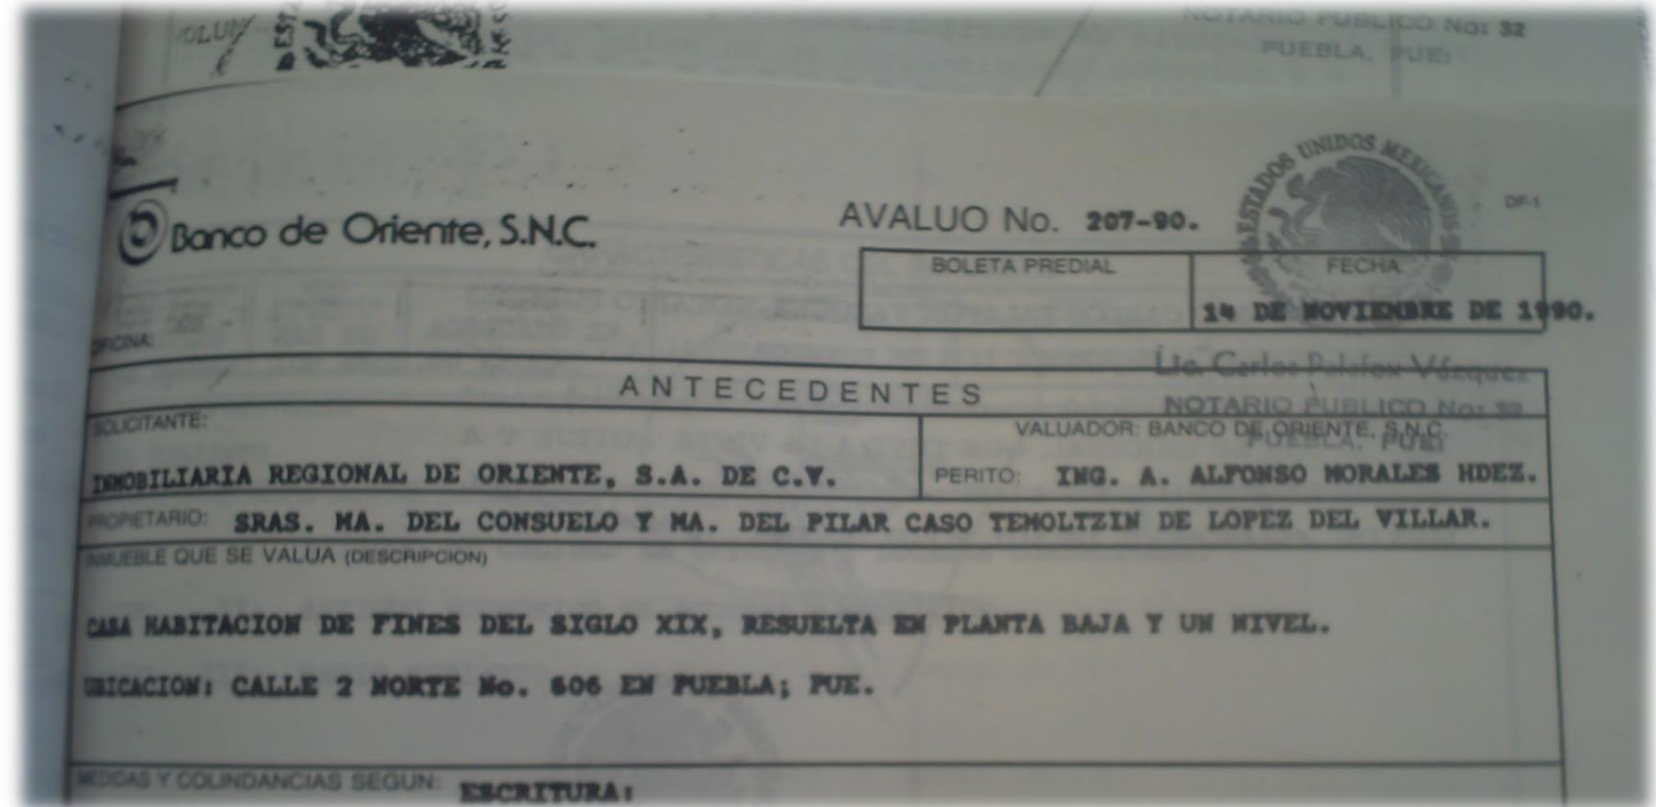 NOTARIO PUBLICO No: 32
PUEBLA, PUE:
Banco de Oriente, S.N.C.
AVALUO No. 207-90.
ESTADOS UNIDOS MEXICANOS
DF-1
BOLETA PREDIAL
FECHA
14 DE NOVIEMBRE DE 1990.
OFICINA:
Lic. Carlos Palafox Vázquez
NOTARIO PUBLICO No: 32
PUEBLA, PUE:
ANTECEDENTES
SOLICITANTE:
INMOBILIARIA REGIONAL DE ORIENTE, S.A. DE C.V.
VALUADOR: BANCO DE ORIENTE, S.N.C.
PERITO: ING. A. ALFONSO MORALES HDEZ.
PROPIETARIO: SRAS. MA. DEL CONSUELO Y MA. DEL PILAR CASO TEMOLTZIN DE LOPEZ DEL VILLAR.
INMUEBLE QUE SE VALUA (DESCRIPCION)
CASA HABITACION DE FINES DEL SIGLO XIX, RESUELTA EN PLANTA BAJA Y UN NIVEL.
UBICACION: CALLE 2 NORTE No. 606 EN PUEBLA; PUE.
MEDIDAS Y COLINDANCIAS SEGUN: ESCRITURA: